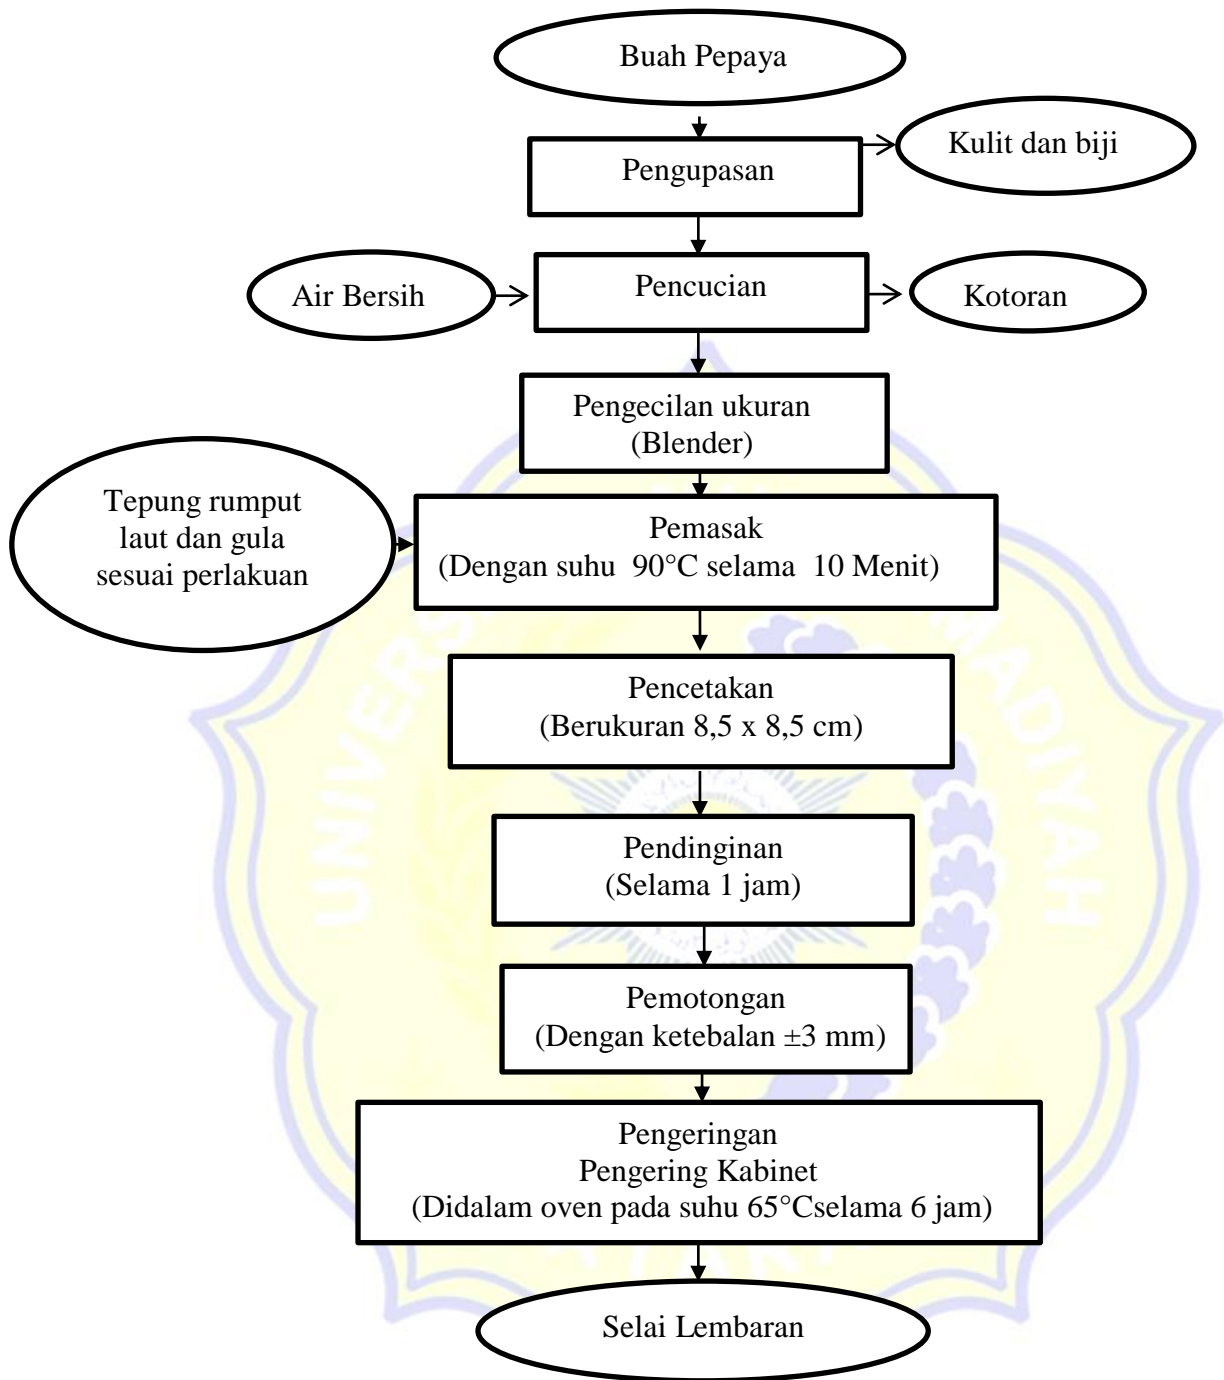 Buah Pepaya
Kulit dan biji
Pengupasan
Air Bersih
Pencucian
Kotoran
Pengecilan ukuran
(Blender)
Tepung rumput
laut dan gula
sesuai perlakuan
Pemasak
(Dengan suhu 90°C selama 10 Menit)
Pencetakan
(Berukuran 8,5 x 8,5 cm)
Pendinginan
(Selama 1 jam)
Pemotongan
(Dengan ketebalan ±3 mm)
Pengeringan
Pengering Kabinet
(Didalam oven pada suhu 65°Cselama 6 jam)
Selai Lembaran